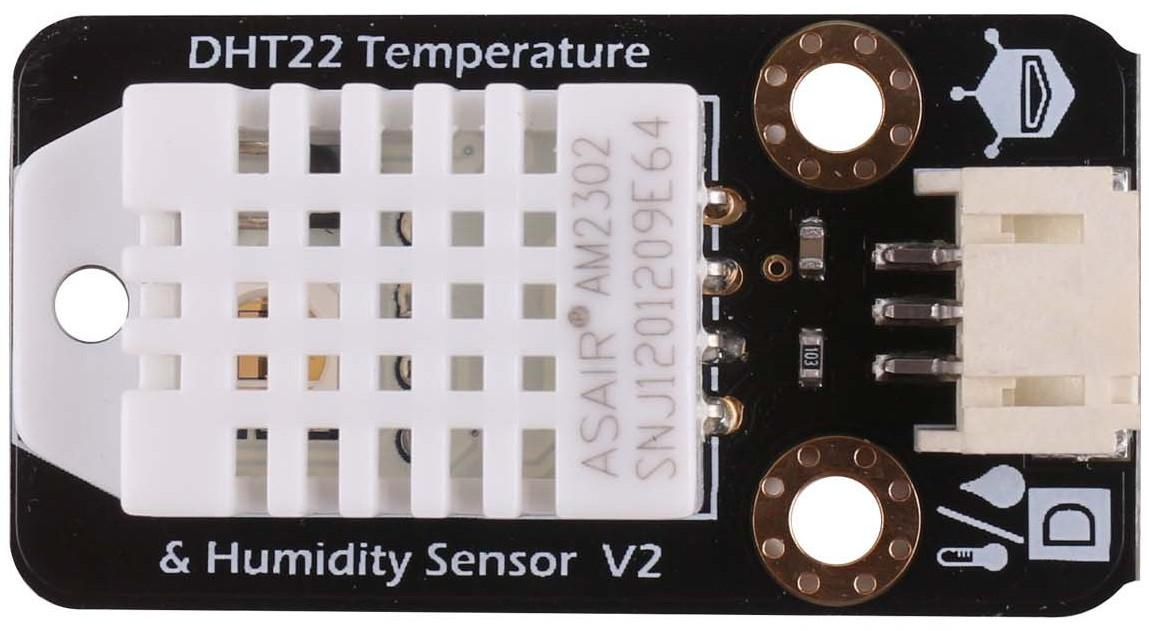 DHT22 Temperature
ASAIR® AM2302
SNJ1201209E64
103
& Humidity Sensor V2
D